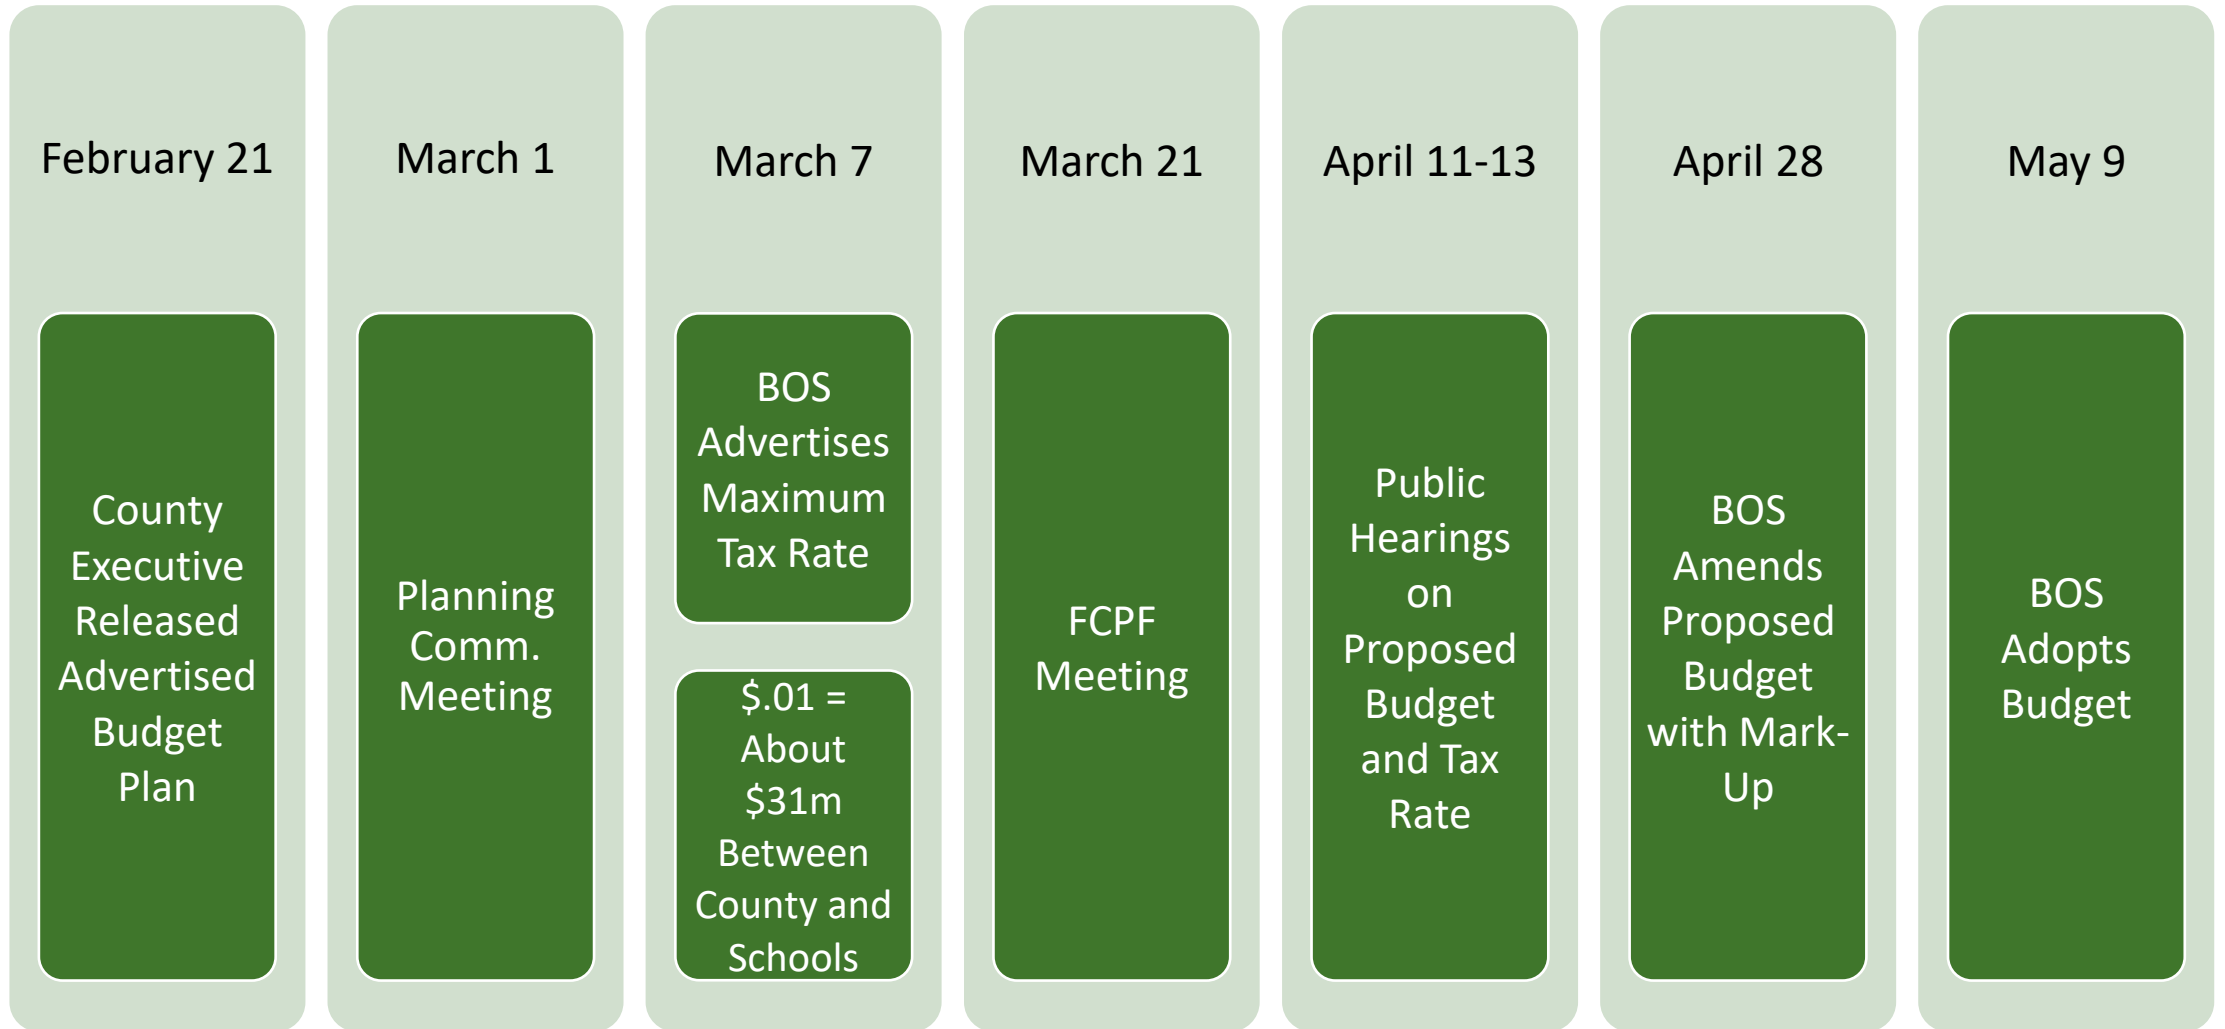 February 21
County
Executive
Released
Advertised
Budget
Plan
March 1
Planning
Comm.
Meeting
March 7
BOS
Advertises
Maximum
Tax Rate
$.01 =
About
$31m
Between
County and
Schools
March 21
FCPF
Meeting
April 11-13
Public
Hearings
on
Proposed
Budget
and Tax
Rate
April 28
BOS
Amends
Proposed
Budget
with Mark-
Up
May 9
BOS
Adopts
Budget